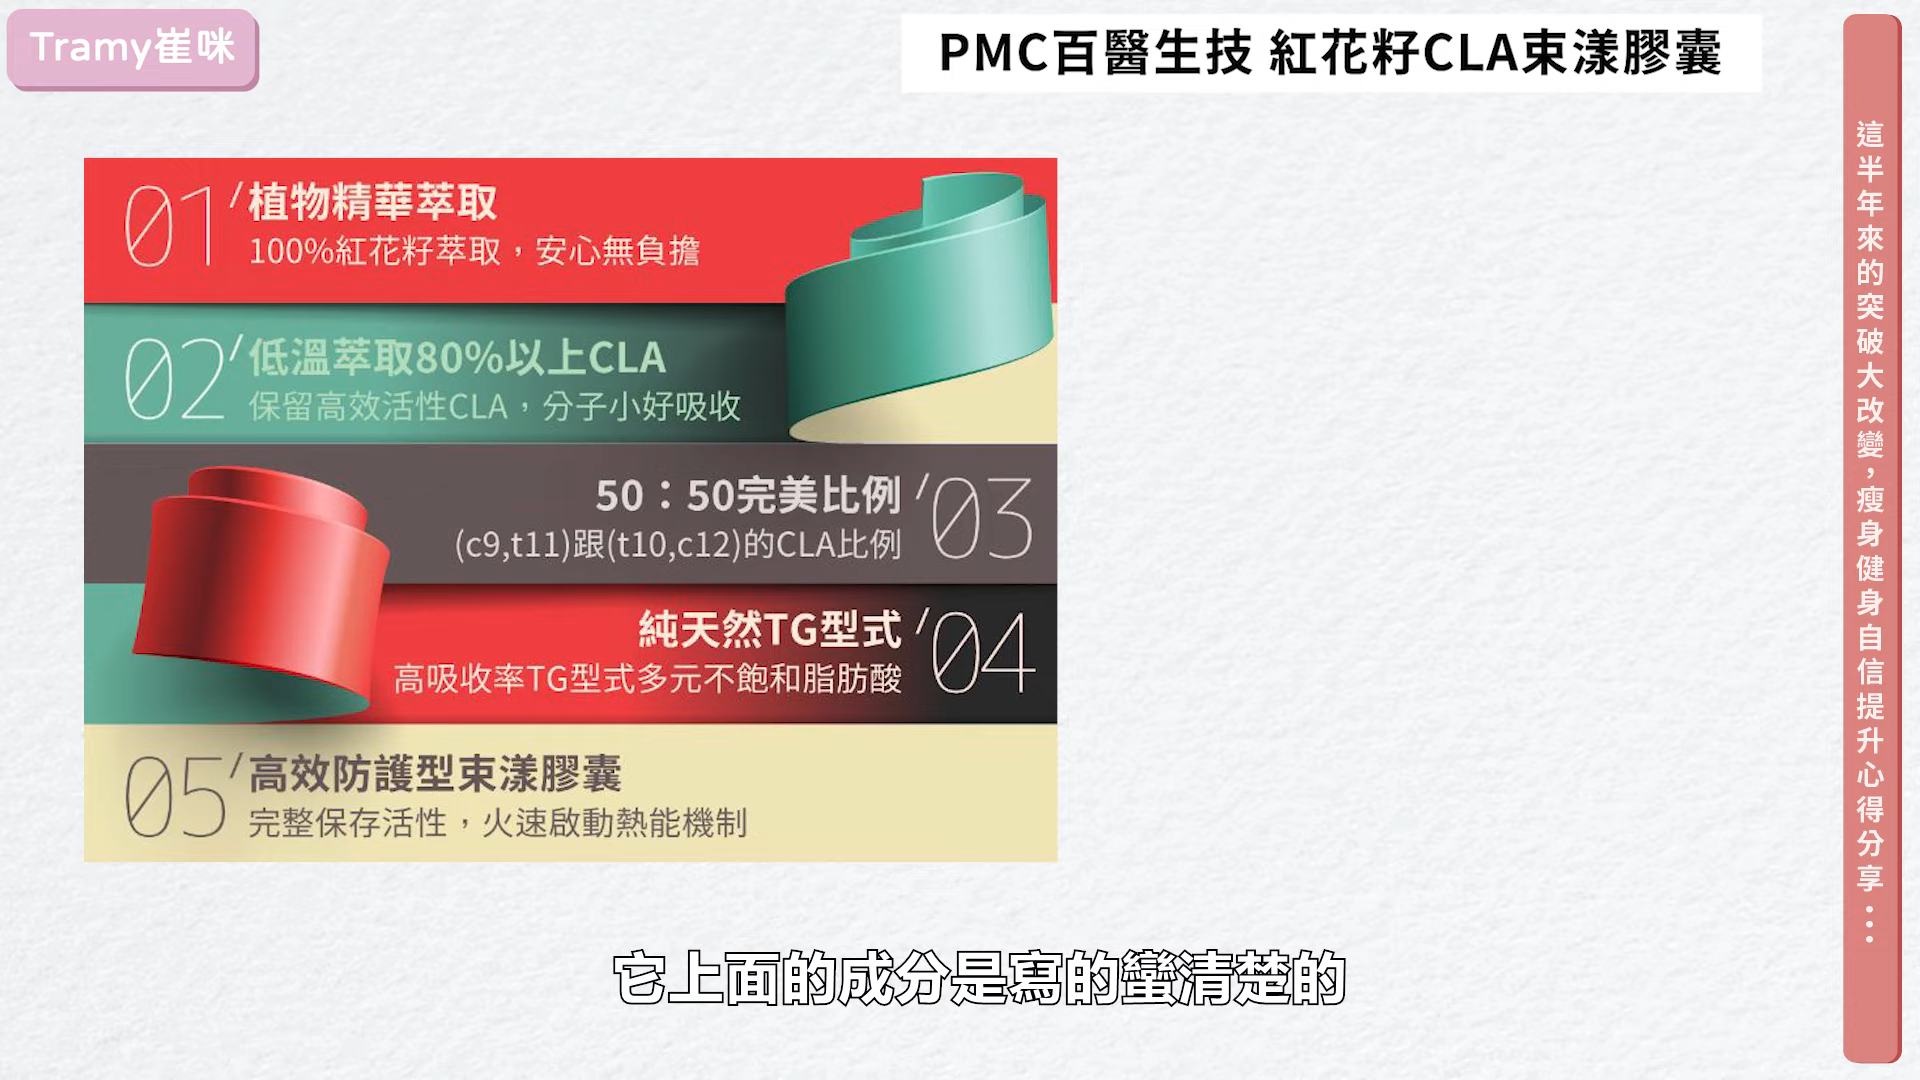 Tramy崔咪
PMC百醫生技 紅花籽CLA束漾膠囊
01 植物精華萃取
100%紅花籽萃取，安心無負擔
02 低溫萃取80%以上CLA
保留高效活性CLA，分子小好吸收
50：50完美比例 03
(c9,t11)跟(t10,c12)的CLA比例
純天然TG型式 04
高吸收率TG型式多元不飽和脂肪酸
05 高效防護型束漾膠囊
完整保存活性，火速啟動熱能機制
它上面的成分是寫的蠻清楚的
這半年來的突破大改變，瘦身健身自信提升心得分享...